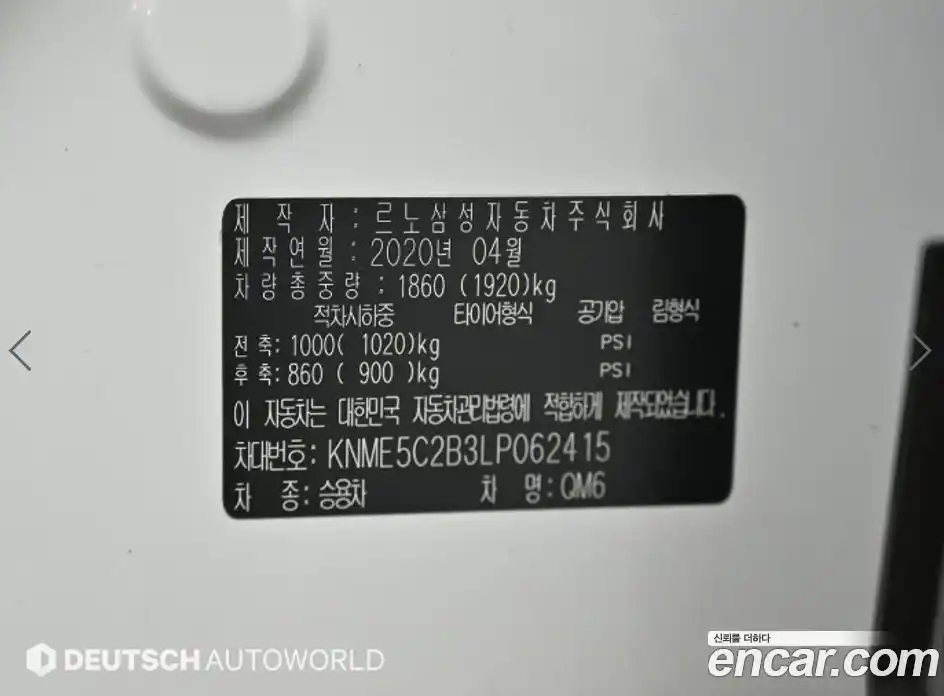 제 작 자 : 르노삼성자동차주식회사
제작연월 : 2020년 04월
차량총중량 : 1860 (1920)kg
적차시하중 타이어형식 공기압 림형식
전 축: 1000( 1020)kg PSI
후 축: 860 ( 900 )kg PSI
이 자동차는 대한민국 자동차관리법령에 적합하게 제작되었습니다.
차대번호: KNME5C2B3LP062415
차 종: 승용차 차 명: QM6
DEUTSCH AUTOWORLD
신뢰를 더하다
encar.com